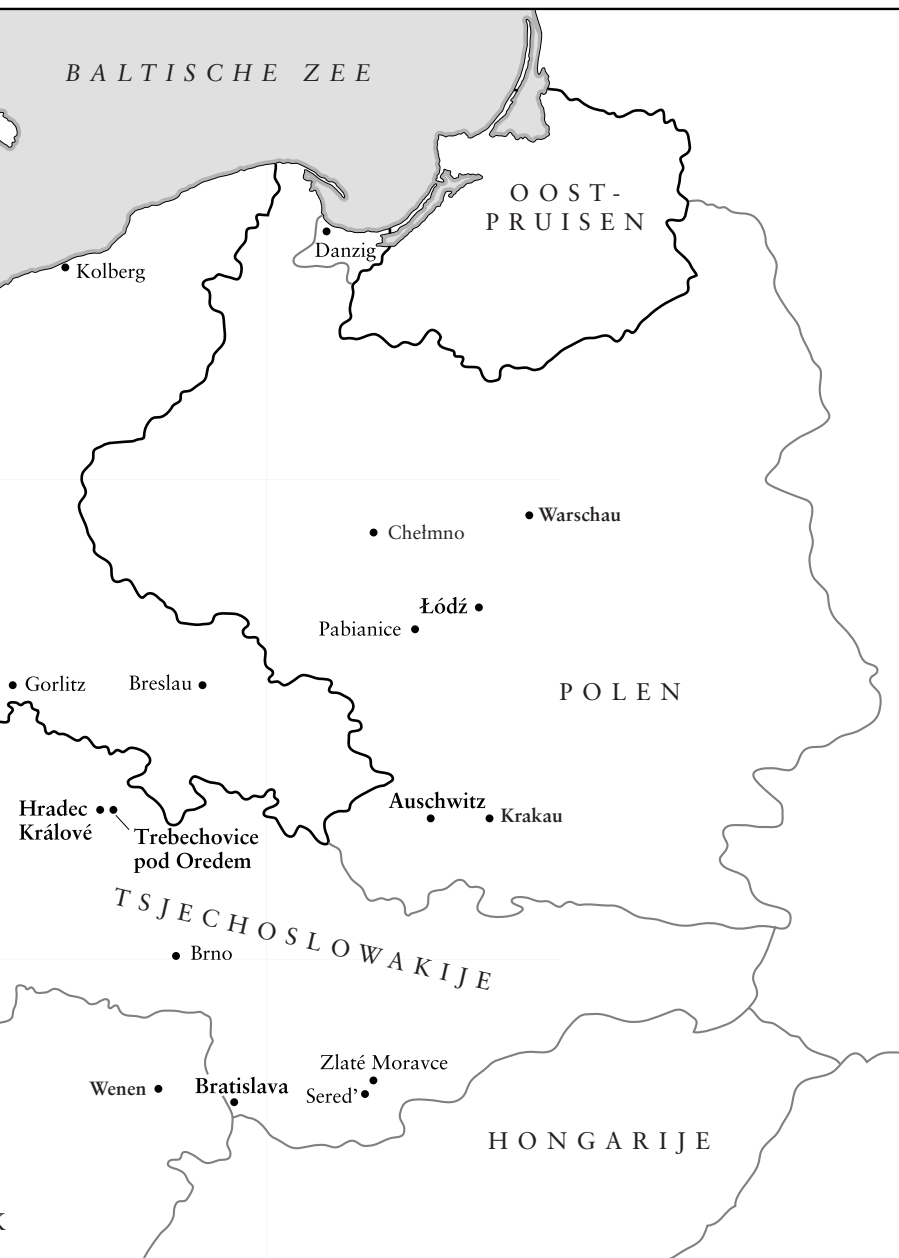 BALTISCHE ZEE
OOST-
PRUISEN
Danzig
Kolberg
Warschau
Chełmno
Łódź
Pabianice
Gorlitz
Breslau
POLEN
Auschwitz
Krakau
Hradec
Králové
Trebechovice
pod Oredem
TSJECHOSLOWAKIJE
Brno
Zlaté Moravce
Wenen
Bratislava
Sered’
HONGARIJE
K